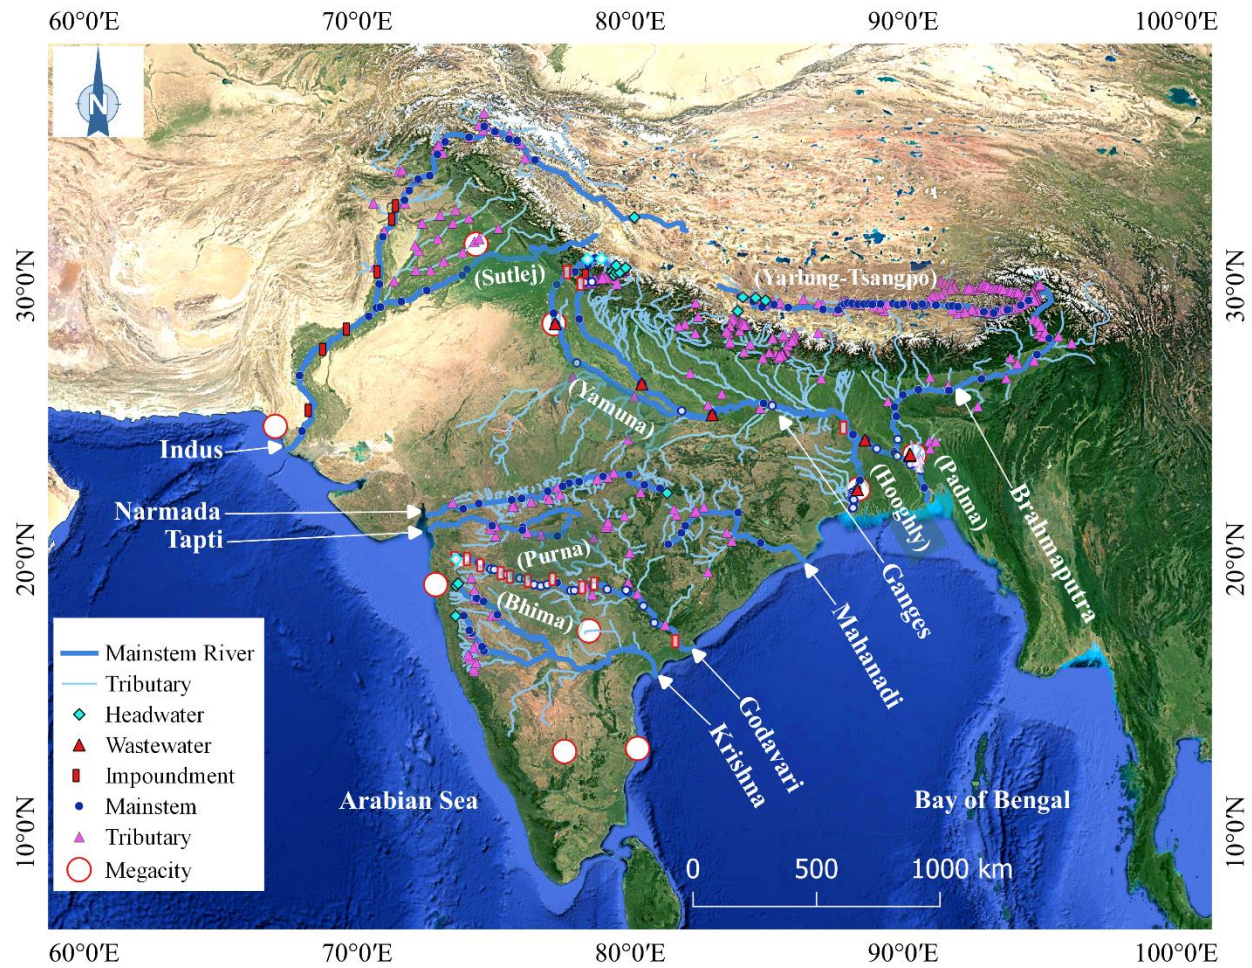 60°0′E 70°0′E 80°0′E 90°0′E 100°0′E
N
30°0′N
30°0′N
(Sutlej)
(Yarlung-Tsangpo)
(Yamuna)
Indus
(Hooghly)
(Padna)
Brahmaputra
Narmada
Tapti
(Purna)
Ganges
20°0′N
20°0′N
(Bhima)
Mahanadi
Godavari
Krishna
Mainstem River
Tributary
Headwater
Wastewater
Impoundment
Mainstem
Tributary
Megacity
Arabian Sea
Bay of Bengal
10°0′N
10°0′N
0 500 1000 km
60°0′E 70°0′E 80°0′E 90°0′E 100°0′E